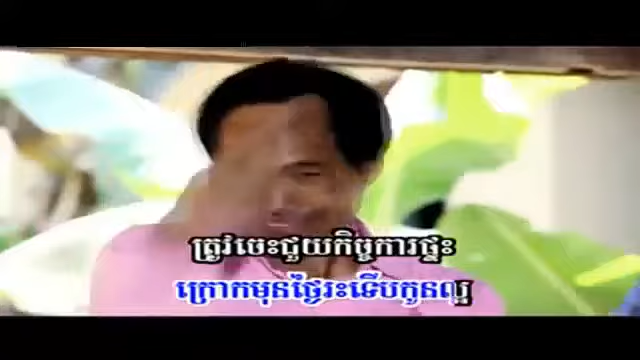 ត្រូវចេះជួយកិច្ចការផ្ទះ
ក្រោកមុនថ្ងៃរះទើបកូនល្អ